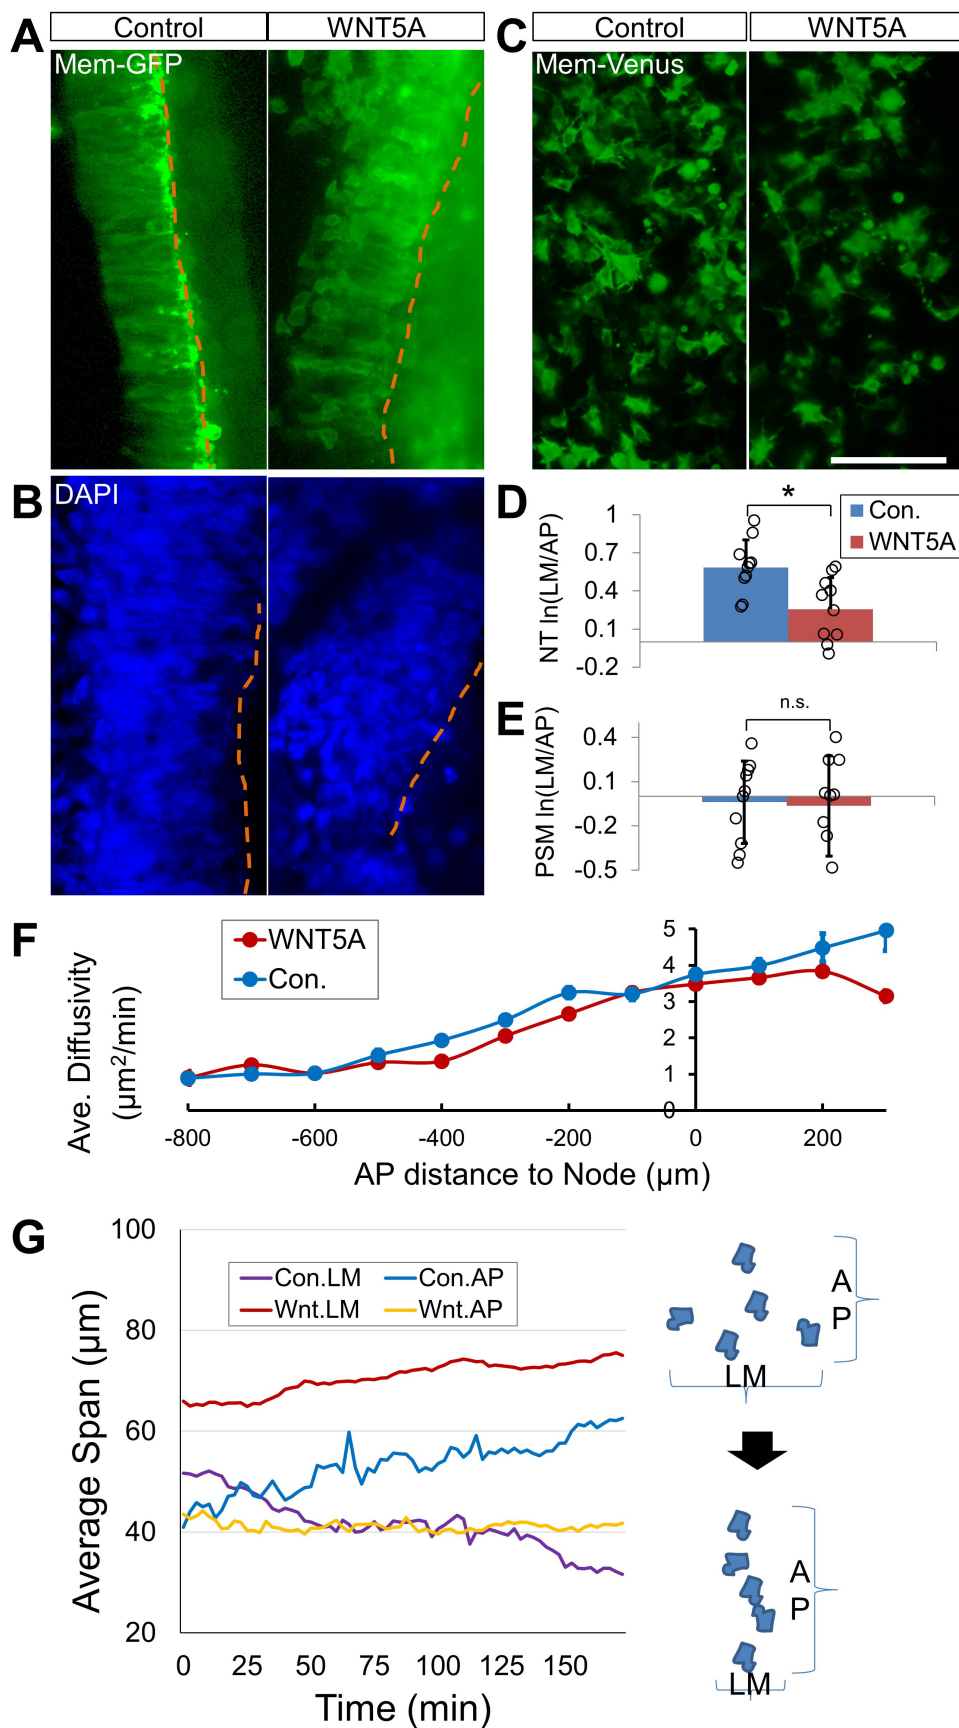 A
Control
WNT5A
Mem-GFP
B
DAPI
C
Control
WNT5A
Mem-Venus
D
NT ln(LM/AP)
1
0.7
0.4
0.1
-0.2
*
Con.
WNT5A
E
PSM ln(LM/AP)
0.4
0.1
-0.2
-0.5
n.s.
F
WNT5A
Con.
Ave. Diffusivity
(µm2/min)
5
4
3
2
1
0
-800
-600
-400
-200
0
200
AP distance to Node (µm)
G
Average Span (µm)
100
80
60
40
20
Con.LM
Con.AP
Wnt.LM
Wnt.AP
0
25
50
75
100
125
150
Time (min)
A
P
LM
A
P
LM